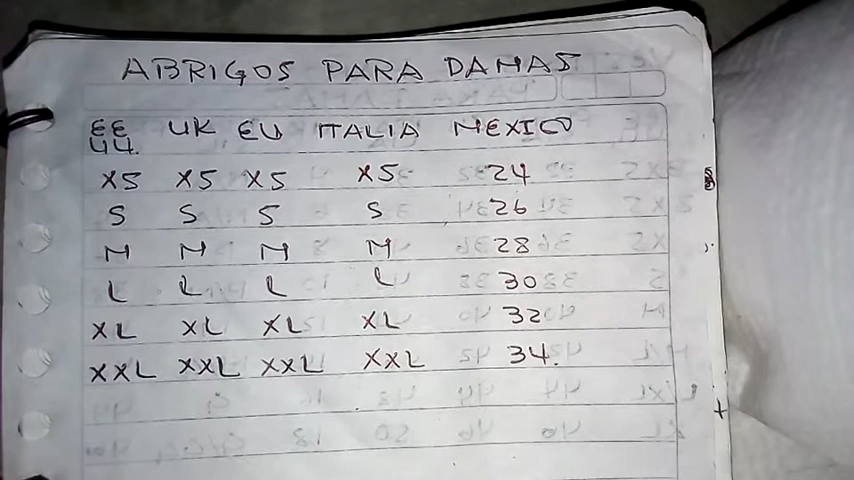 ABRIGOS PARA DAMAS
EE UU. UK EU ITALIA MEXICO
XS XS XS XS 24
S S S S 26
M M M M 28
L L L L 30
XL XL XL XL 32
XXL XXL XXL XXL 34.